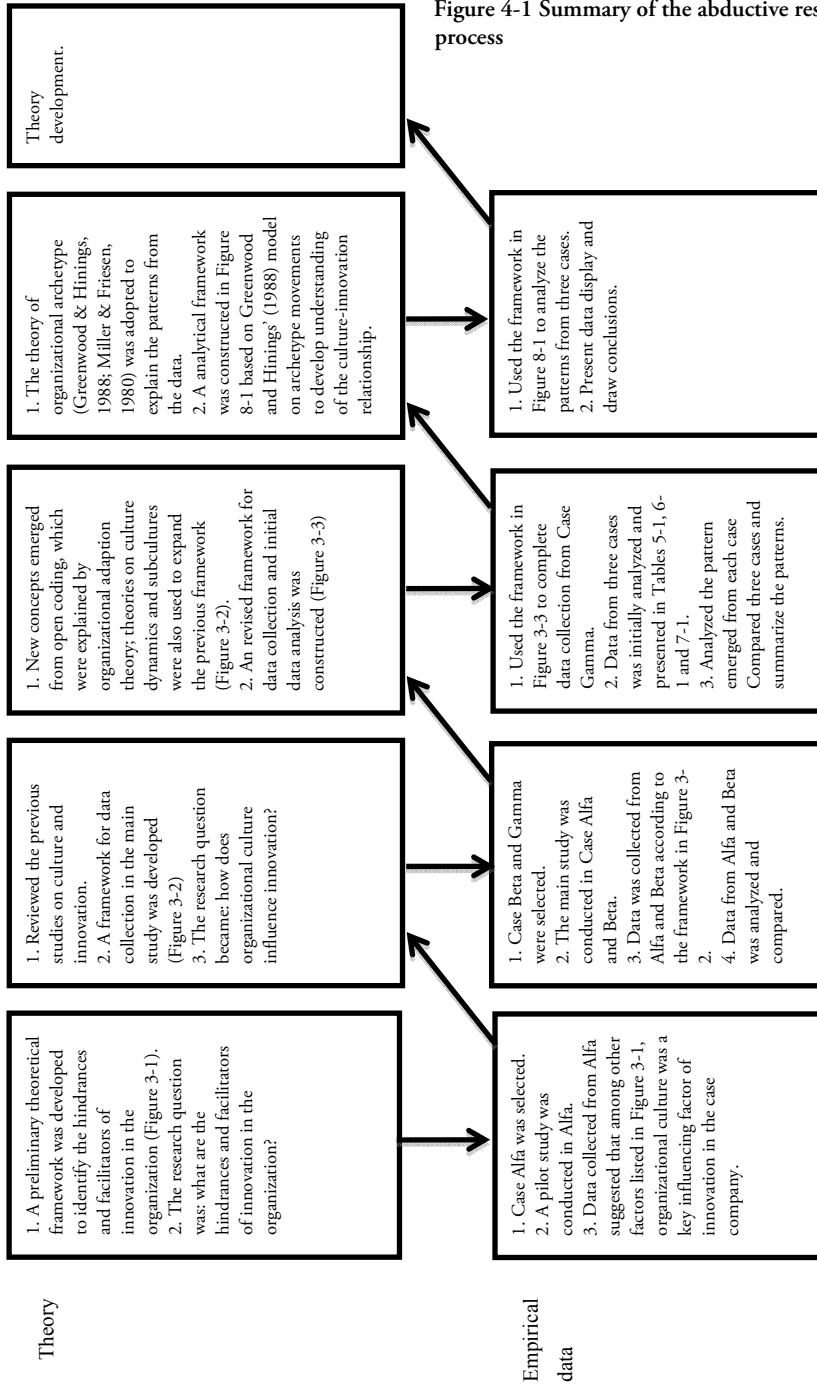 Figure 4-1 Summary of the abductive res
process
Theory
1. A preliminary theoretical
framework was developed
to identify the hindrances
and facilitators of
innovation in the
organization (Figure 3-1).
2. The research question
was: what are the
hindrances and facilitators
of innovation in the
organization?
1. Reviewed the previous
studies on culture and
innovation.
2. A framework for data
collection in the main
study was developed
(Figure 3-2)
3. The research question
became: how does
organizational culture
influence innovation?
1. New concepts emerged
from open coding, which
were explained by
organizational adaption
theory; theories on culture
dynamics and subcultures
were also used to expand
the previous framework
(Figure 3-2).
2. An revised framework for
data collection and initial
data analysis was
constructed (Figure 3-3)
1. The theory of
organizational archetype
(Greenwood & Hinings,
1988; Miller & Friesen,
1980) was adopted to
explain the patterns from
the data.
2. A analytical framework
was constructed in Figure
8-1 based on Greenwood
and Hinings' (1988) model
on archetype movements
to develop understanding
of the culture-innovation
relationship.
Theory
development.
Empirical
data
1. Case Alfa was selected.
2. A pilot study was
conducted in Alfa.
3. Data collected from Alfa
suggested that among other
factors listed in Figure 3-1,
organizational culture was a
key influencing factor of
innovation in the case
company.
1. Case Beta and Gamma
were selected.
2. The main study was
conducted in Case Alfa
and Beta.
3. Data was collected from
Alfa and Beta according to
the framework in Figure 3-
2.
4. Data from Alfa and Beta
was analyzed and
compared.
1. Used the framework in
Figure 3-3 to complete
data collection from Case
Gamma.
2. Data from three cases
was initially analyzed and
presented in Tables 5-1, 6-
1 and 7-1.
3. Analyzed the pattern
emerged from each case
Compared three cases and
summarize the patterns.
1. Used the framework in
Figure 8-1 to analyze the
patterns from three cases.
2. Present data display and
draw conclusions.